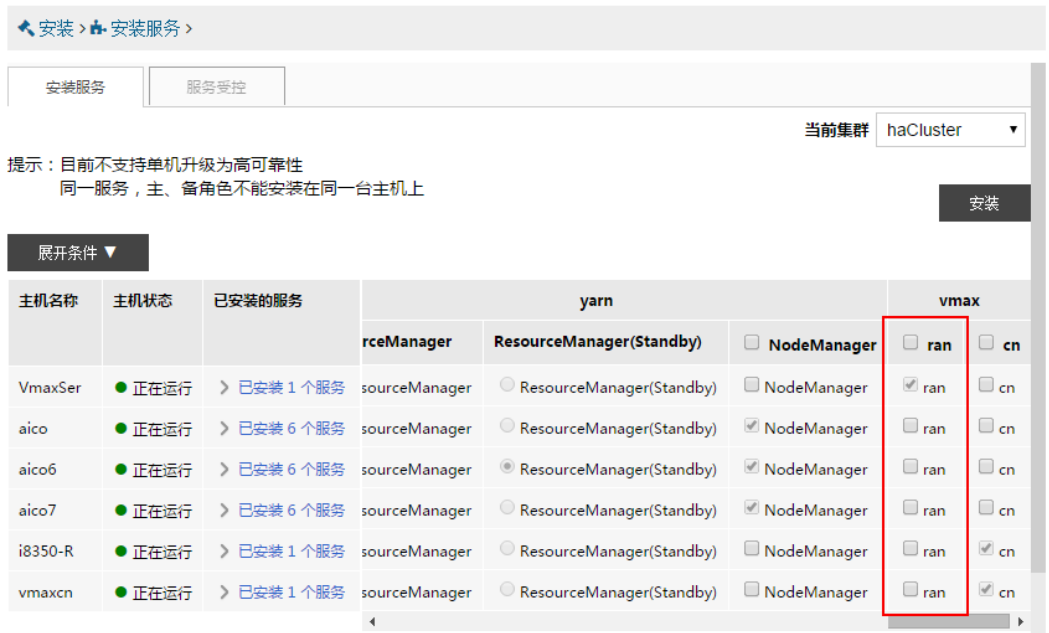 安装 > 安装服务 >
安装服务 服务受控
当前集群 haCluster
提示：目前不支持单机升级为高可靠性
同一服务，主、备角色不能安装在同一台主机上
安装
展开条件
主机名称 主机状态 已安装的服务 yarn vmax
rceManager ResourceManager(Standby) NodeManager ran cn
VmaxSer 正在运行 已安装 1 个服务 sourceManager ResourceManager(Standby) NodeManager ran cn
aico 正在运行 已安装 6 个服务 sourceManager ResourceManager(Standby) NodeManager ran cn
aico6 正在运行 已安装 6 个服务 sourceManager ResourceManager(Standby) NodeManager ran cn
aico7 正在运行 已安装 6 个服务 sourceManager ResourceManager(Standby) NodeManager ran cn
i8350-R 正在运行 已安装 1 个服务 sourceManager ResourceManager(Standby) NodeManager ran cn
vmaxcn 正在运行 已安装 1 个服务 sourceManager ResourceManager(Standby) NodeManager ran cn